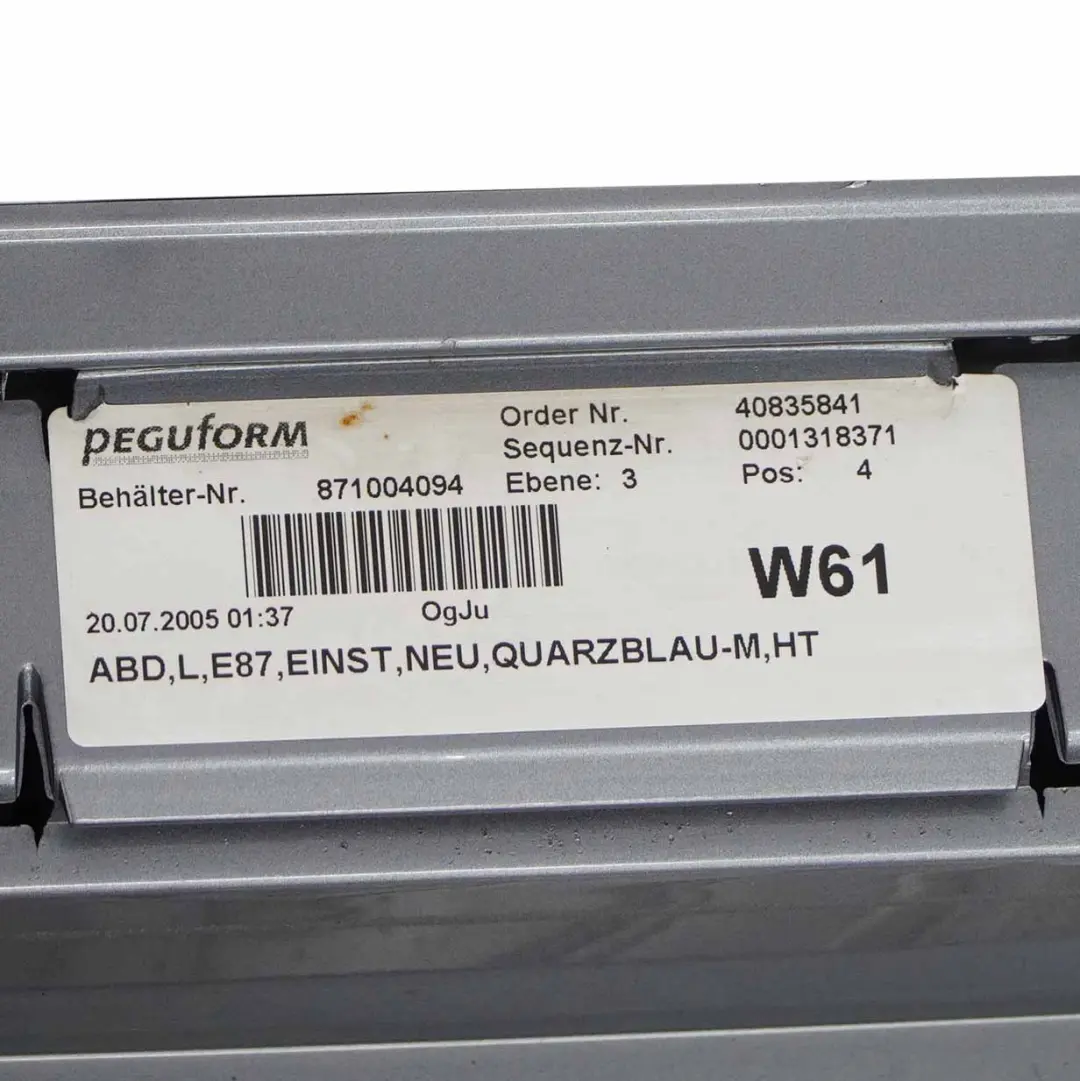 PEGUFORM
Order Nr. 40835841
Sequenz-Nr. 0001318371
Behälter-Nr. 871004094 Ebene: 3 Pos: 4
W61
20.07.2005 01:37 OgJu
ABD,L,E87,EINST,NEU,QUARZBLAU-M,HT